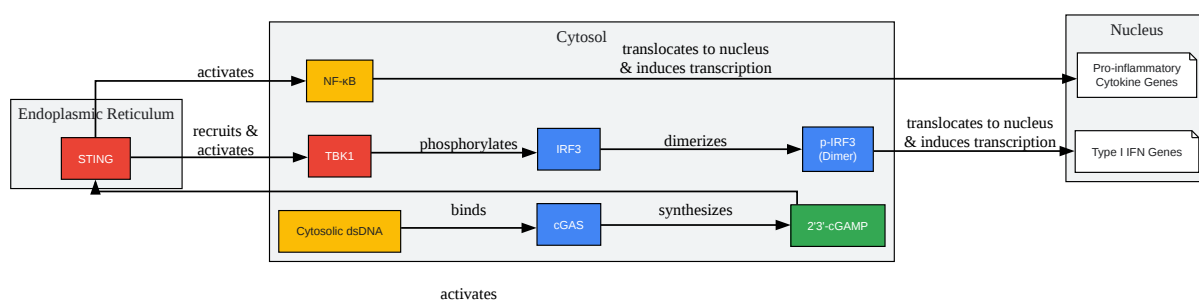 Nucleus
Cytosol
translocates to nucleus
& induces transcription
Pro-inflammatory
Cytokine Genes
activates
NF-κB
Endoplasmic Reticulum
recruits &
activates
STING
TBK1
phosphorylates
IRF3
dimerizes
p-IRF3
(Dimer)
translocates to nucleus
& induces transcription
Type I IFN Genes
Cytosolic dsDNA
binds
cGAS
synthesizes
2'3'-cGAMP
activates